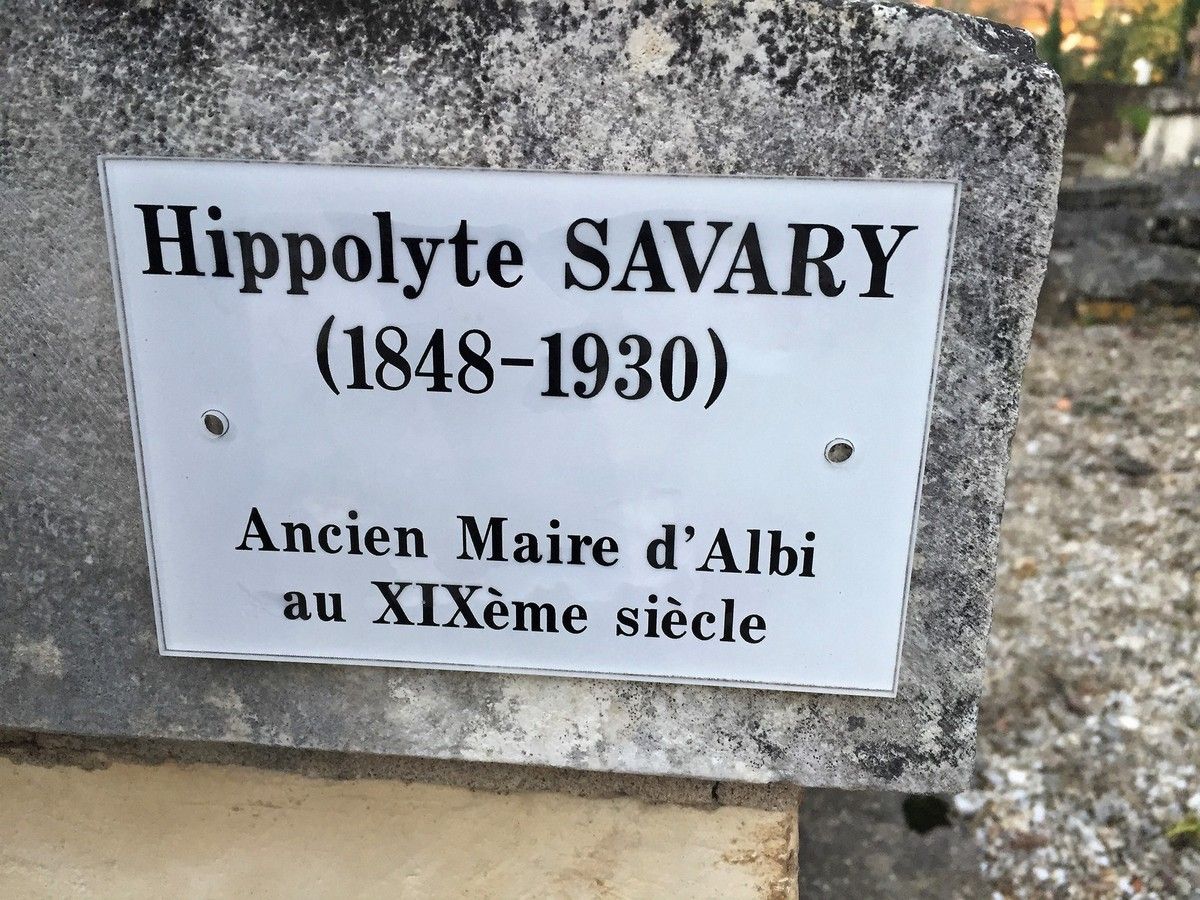 Hippolyte SAVARY
(1848-1930)
Ancien Maire d'Albi
au XIXème siècle